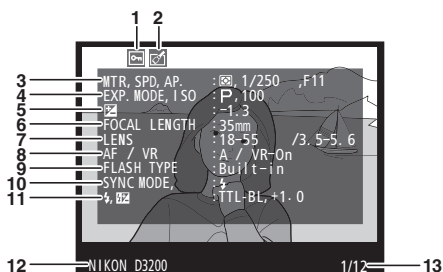 1 2
3 MTR, SPD, AP. : , 1/250 ,F11
4 EXP. MODE, ISO : P, 100
5 : -1.3
6 FOCAL LENGTH : 35mm
7 LENS : 18-55 /3.5-5.6
8 AF / VR : A / VR-On
9 FLASH TYPE : Built-in
10 SYNC MODE, :
11 , : TTL-BL, +1.0
12 NIKON D3200 1/12 13